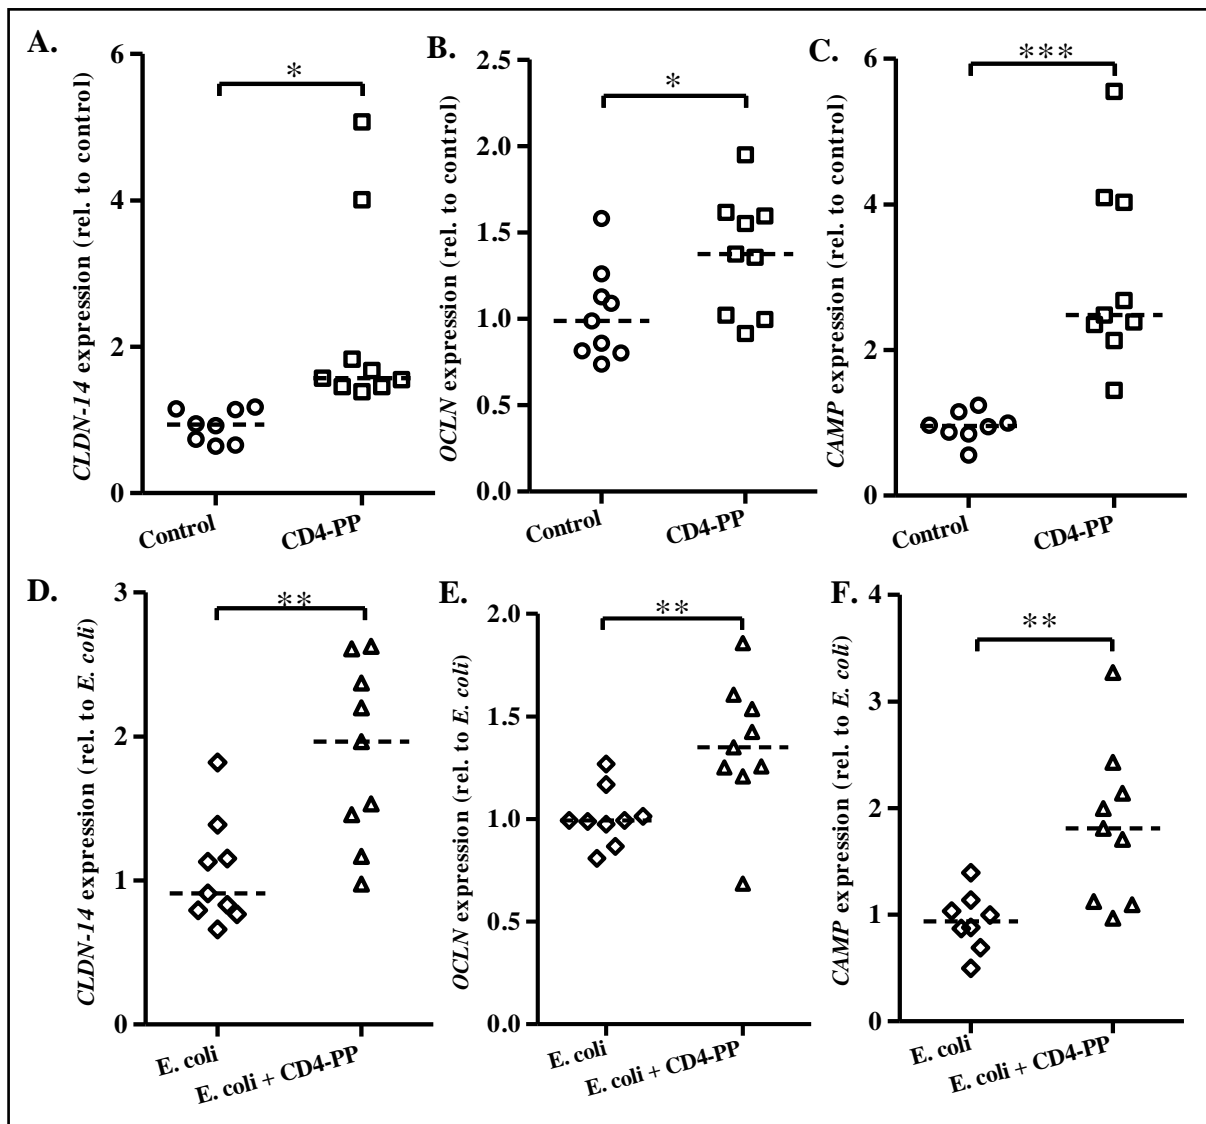 A.
CLDN-14 expression (rel. to control)
6
4
2
0
*
Control
CD4-PP
B.
OCLN expression (rel. to control)
2.5
2.0
1.5
1.0
0.5
0.0
*
Control
CD4-PP
C.
CAMP expression (rel. to control)
6
4
2
0
***
Control
CD4-PP
D.
CLDN-14 expression (rel. to E. coli)
3
2
1
0
**
E. coli
E. coli + CD4-PP
E.
OCLN expression (rel. to E. coli)
2.0
1.5
1.0
0.5
0.0
**
E. coli
E. coli + CD4-PP
F.
CAMP expression (rel. to E. coli)
4
3
2
1
0
**
E. coli
E. coli + CD4-PP